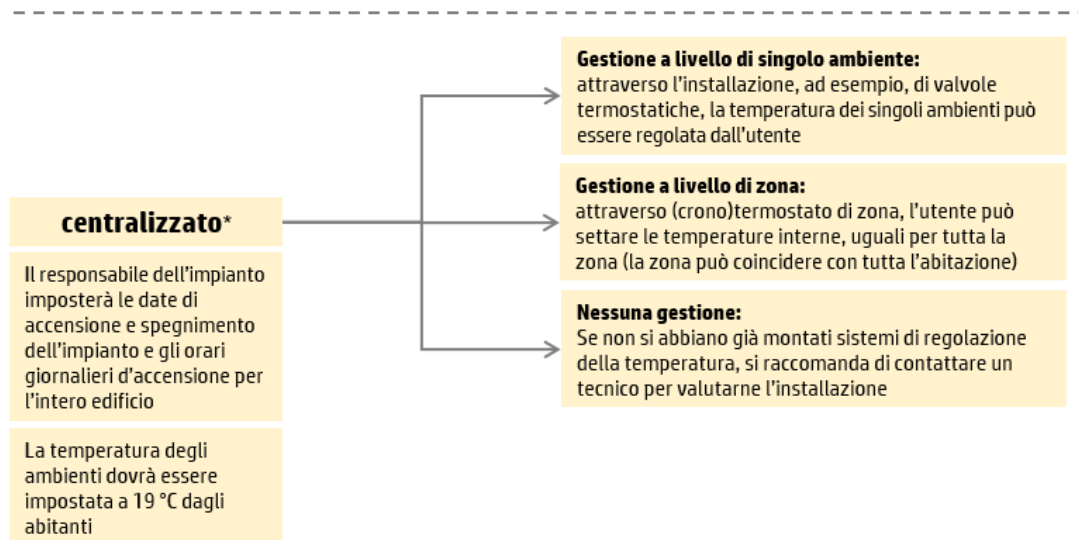 centralizzato*
Il responsabile dell'impianto
imposterà le date di
accensione e spegnimento
dell'impianto e gli orari
giornalieri d'accensione per
l'intero edificio
La temperatura degli
ambienti dovrà essere
impostata a 19 °C dagli
abitanti
Gestione a livello di singolo ambiente:
attraverso l'installazione, ad esempio, di valvole
termostatiche, la temperatura dei singoli ambienti può
essere regolata dall'utente
Gestione a livello di zona:
attraverso (crono)termostato di zona, l'utente può
settare le temperature interne, uguali per tutta la
zona (la zona può coincidere con tutta l'abitazione)
Nessuna gestione:
Se non si abbiano già montati sistemi di regolazione
della temperatura, si raccomanda di contattare un
tecnico per valutarne l'installazione